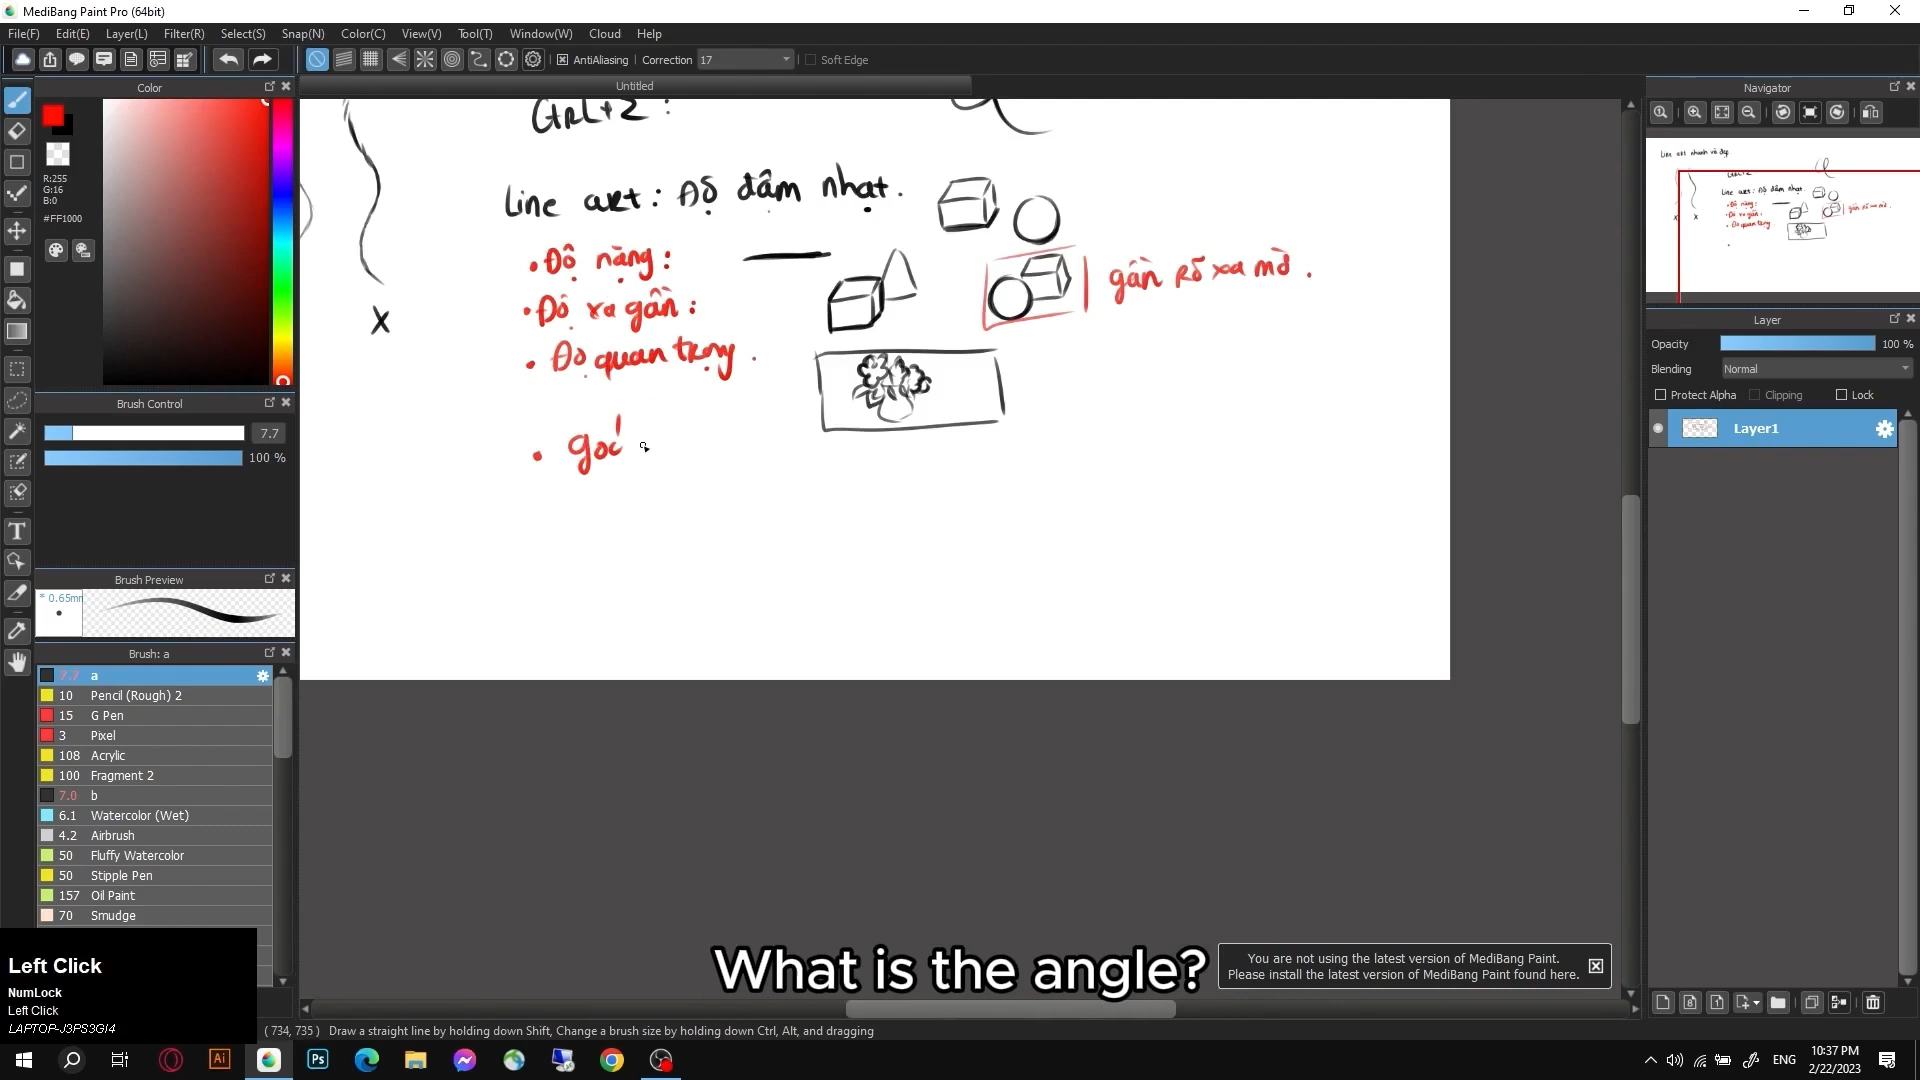 MediBang Paint Pro (64bit)
File(F) Edit(E) Layer(L) Filter(R) Select(S) Snap(N) Color(C) View(V) Tool(T) Window(W) Cloud Help
AntiAliasing Correction 17 Soft Edge
Color
Untitled
Navigator
R:255
G:16
B:0
#FF1000
CtRL+Z :
Line art : Độ đậm nhạt .
• Độ nặng :
• Độ xa gần :
gần rõ xa mờ .
• Độ quan trọng .
x
• góc
Brush Control
7.7
100 %
Brush Preview
* 0.65mm
Brush: a
7.7 a
10 Pencil (Rough) 2
15 G Pen
3 Pixel
108 Acrylic
100 Fragment 2
7.0 b
6.1 Watercolor (Wet)
4.2 Airbrush
50 Fluffy Watercolor
50 Stipple Pen
157 Oil Paint
70 Smudge
Layer
Opacity 100 %
Blending Normal
Protect Alpha Clipping Lock
Layer1
Left Click
NumLock
Left Click
LAPTOP-J3PS3GI4
What is the angle?
You are not using the latest version of MediBang Paint.
Please install the latest version of MediBang Paint found here.
( 734, 735 ) Draw a straight line by holding down Shift, Change a brush size by holding down Ctrl, Alt, and dragging
Ai Ps
ENG
10:37 PM
2/22/2023